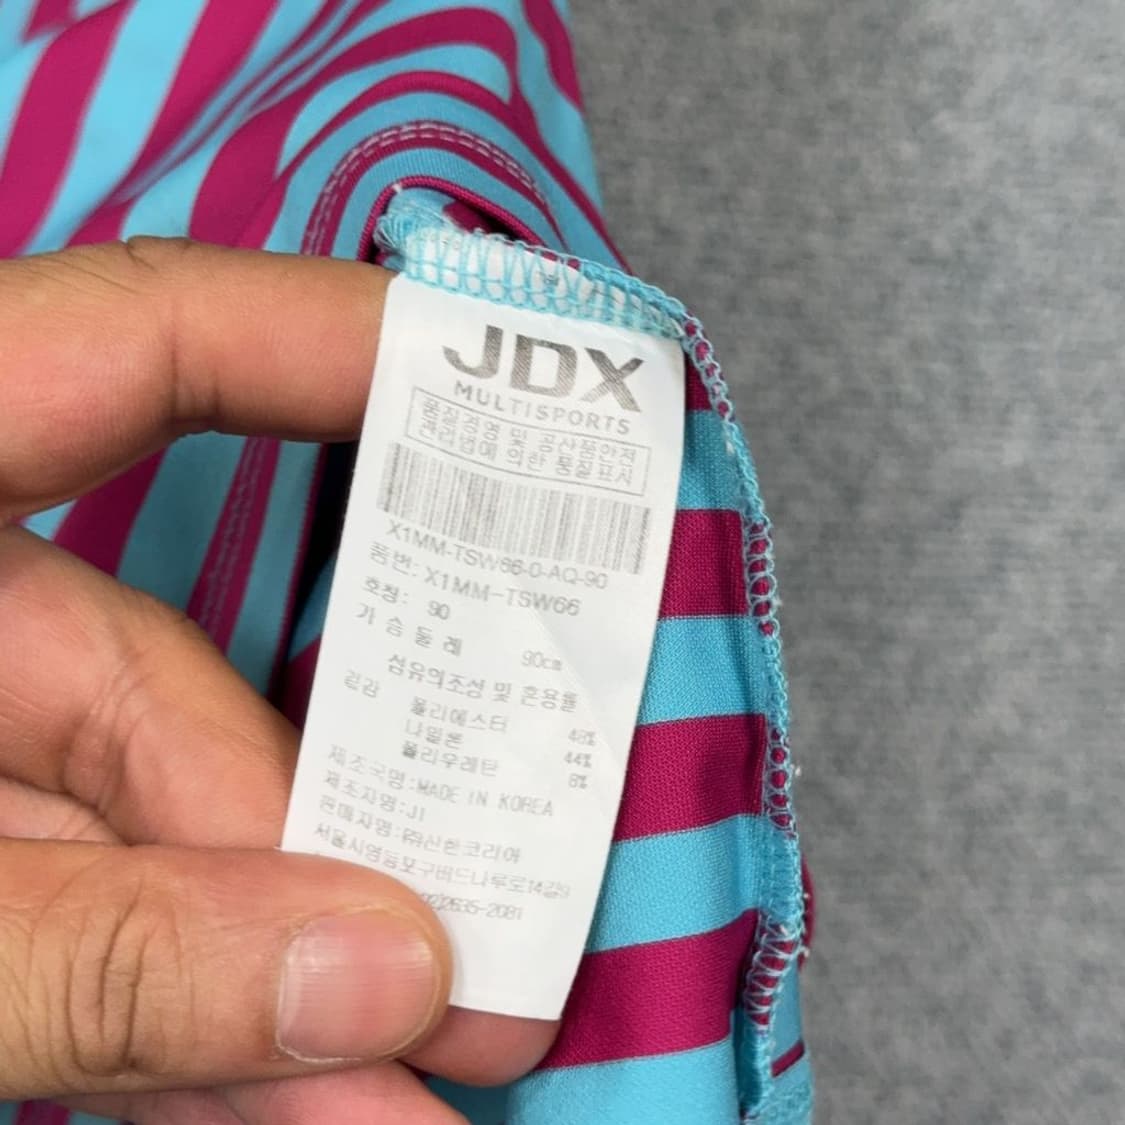 JDX
MULTISPORTS
품질경영 및 공산품안전
관리법에 의한 품질표시
X1MM-TSW66-0-AQ-90
품번: X1MM-TSW66
호칭: 90
가슴둘레 90cm
섬유의조성 및 혼용률
겉감 폴리에스터 48%
나일론 44%
폴리우레탄 8%
제조국명:MADE IN KOREA
제조자명:JI
판매자명:㈜신한코리아
서울시영등포구버드나루로14길9
02)2635-2081